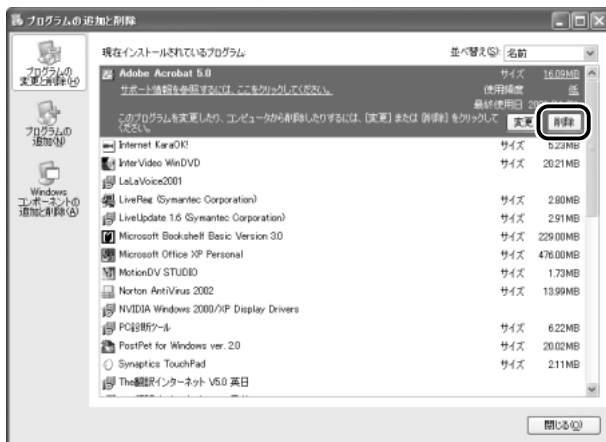 プログラムの追加と削除
現在インストールされているプログラム:
並べ替え(S): 名前
プログラムの
変更と削除(H)
プログラムの
追加(N)
Windows
コンポーネントの
追加と削除(A)
Adobe Acrobat 5.0 サイズ 16.09MB
サポート情報を参照するには、ここをクリックしてください。 使用頻度 低
最終使用日
このプログラムを変更したり、コンピュータから削除したりするには、[変更] または [削除] をクリックして
ください。
変更 削除
Internet KaraOK! サイズ 5.23MB
InterVideo WinDVD サイズ 20.21MB
LaLaVoice2001
LiveReg (Symantec Corporation) サイズ 2.80MB
LiveUpdate 1.6 (Symantec Corporation) サイズ 2.91MB
Microsoft Bookshelf Basic Version 3.0 サイズ 229.00MB
Microsoft Office XP Personal サイズ 476.00MB
MotionDV STUDIO サイズ 1.73MB
Norton AntiVirus 2002 サイズ 13.99MB
NVIDIA Windows 2000/XP Display Drivers
PC診断ツール サイズ 6.22MB
PostPet for Windows ver. 2.0 サイズ 20.02MB
Synaptics TouchPad サイズ 2.11MB
The翻訳インターネット V5.0 英日
閉じる(O)